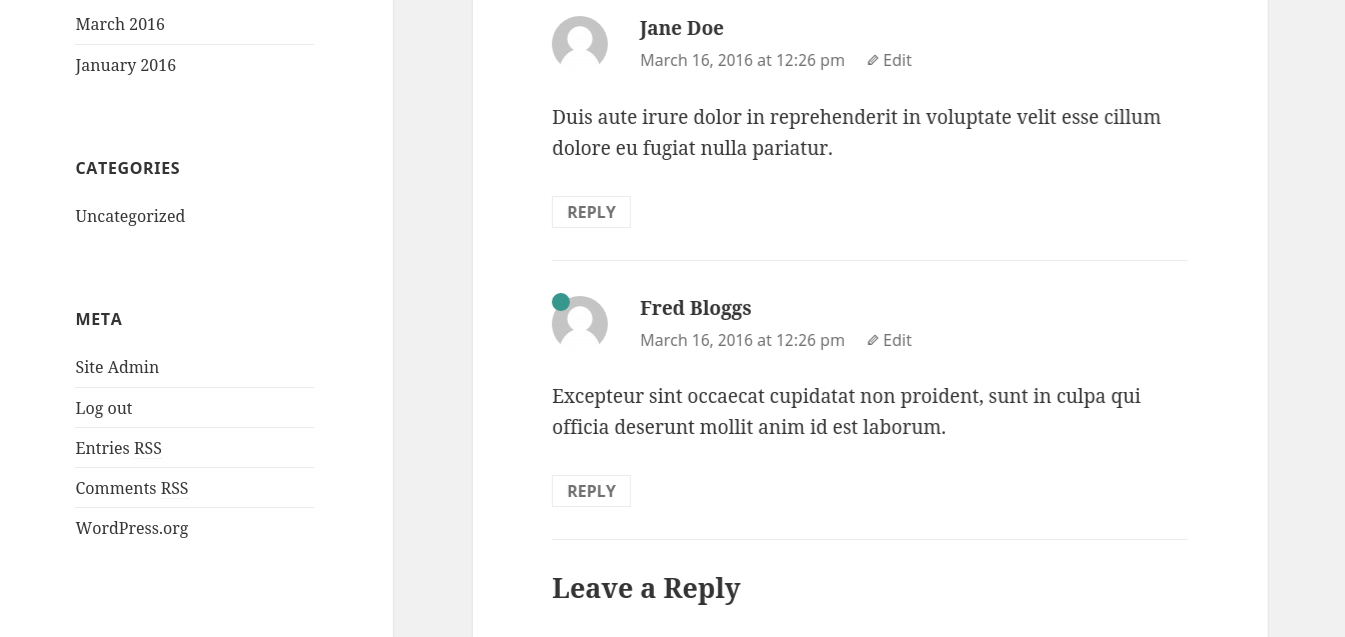 March 2016
January 2016
CATEGORIES
Uncategorized
META
Site Admin
Log out
Entries RSS
Comments RSS
WordPress.org
Jane Doe
March 16, 2016 at 12:26 pm Edit
Duis aute irure dolor in reprehenderit in voluptate velit esse cillum
dolore eu fugiat nulla pariatur.
REPLY
Fred Bloggs
March 16, 2016 at 12:26 pm Edit
Excepteur sint occaecat cupidatat non proident, sunt in culpa qui
officia deserunt mollit anim id est laborum.
REPLY
Leave a Reply